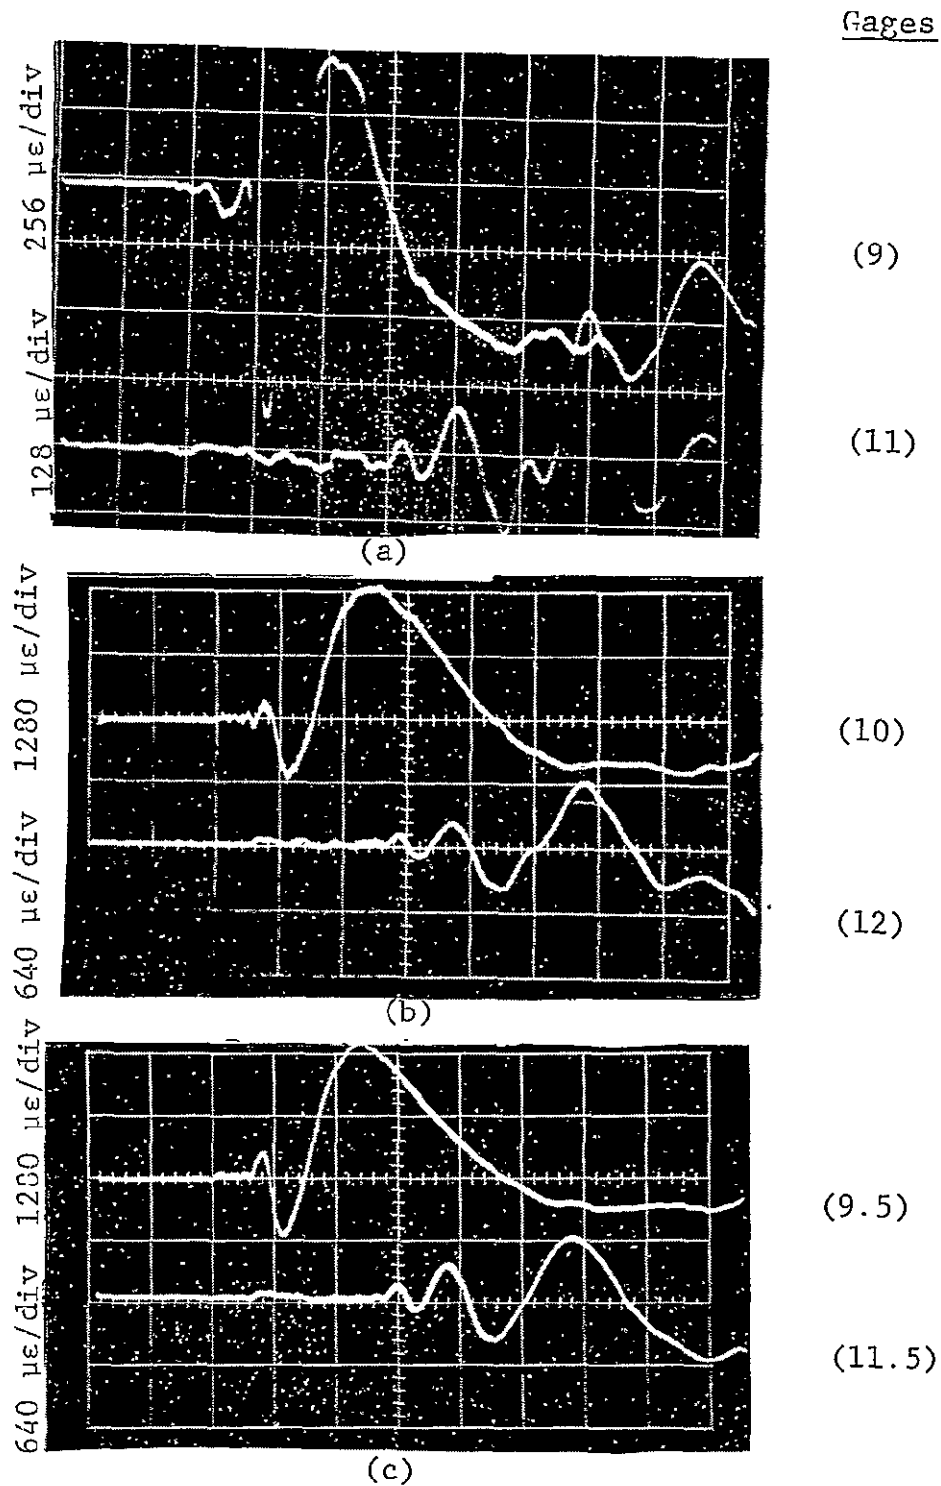 Gages
256 με/div
(9)
128 με/div
(11)
(a)
1280 με/div
(10)
640 με/div
(12)
(b)
1280 με/div
(9.5)
640 με/div
(11.5)
(c)